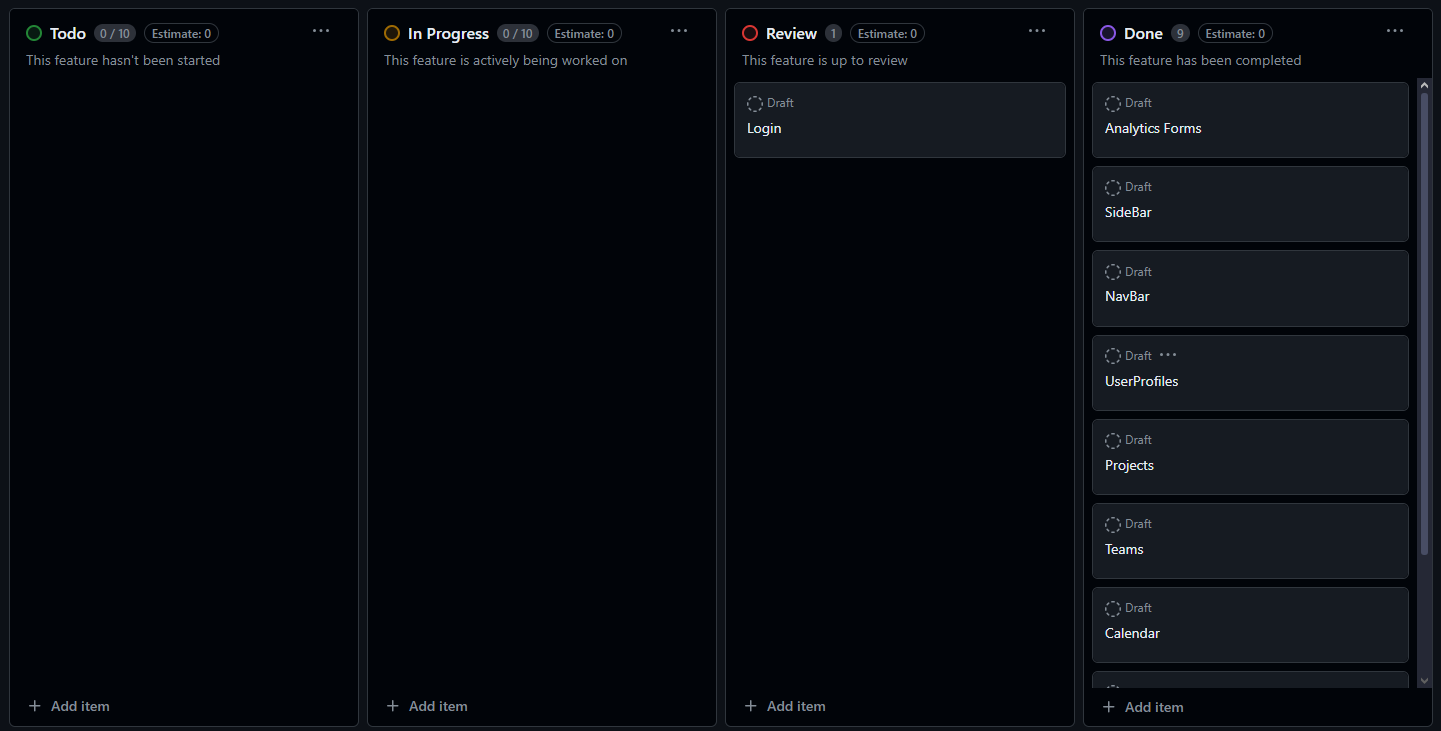 Todo 0 / 10 Estimate: 0
This feature hasn't been started
Add item
In Progress 0 / 10 Estimate: 0
This feature is actively being worked on
Add item
Review 1 Estimate: 0
This feature is up to review
Draft
Login
Add item
Done 9 Estimate: 0
This feature has been completed
Draft
Analytics Forms
Draft
SideBar
Draft
NavBar
Draft
UserProfiles
Draft
Projects
Draft
Teams
Draft
Calendar
Add item